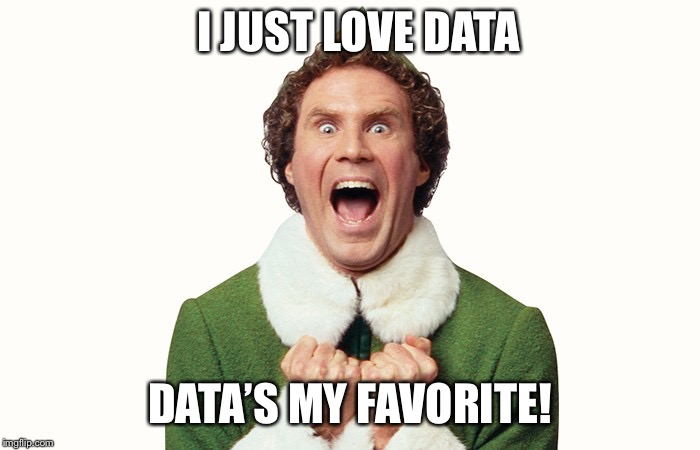 I JUST LOVE DATA
DATA'S MY FAVORITE!
imgflip.com